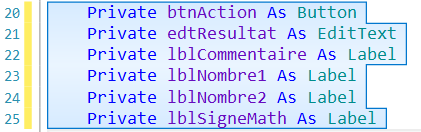 20 Private btnAction As Button
21 Private edtResultat As EditText
22 Private lblCommentaire As Label
23 Private lblNombre1 As Label
24 Private lblNombre2 As Label
25 Private lblSigneMath As Label